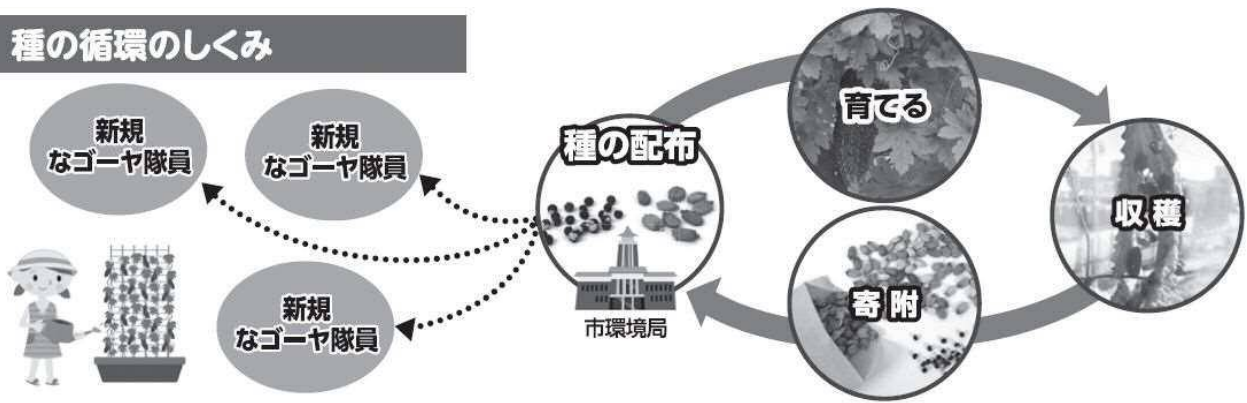 種の循環のしくみ
新規
なゴーヤ隊員
新規
なゴーヤ隊員
新規
なゴーヤ隊員
種の配布
市環境局
育てる
収穫
寄附